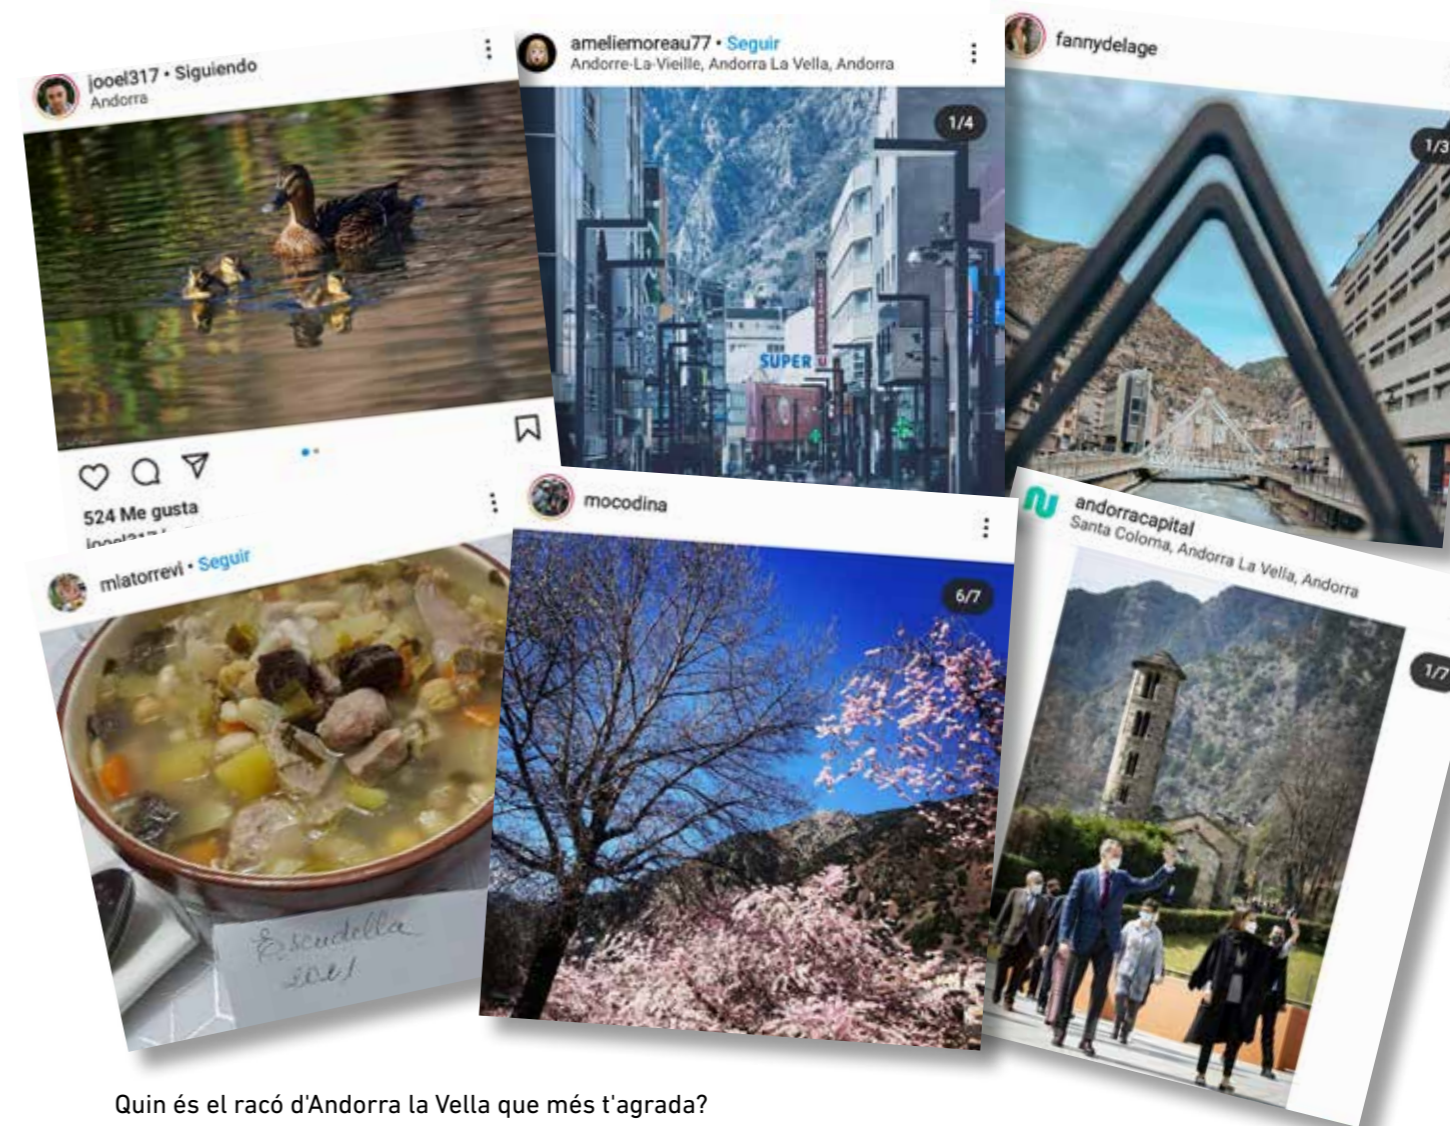 jooel317 • Siguiendo
Andorra
524 Me gusta
ameliemoreau77 • Seguir
Andorre-La-Vieille, Andorra La Vella, Andorra
1/4
SUPER
fannydelage
1/3
mlatorrevi • Seguir
Escudella
2021
mocodina
6/7
andorracapital
Santa Coloma, Andorra La Vella, Andorra
1/7
Quin és el racó d'Andorra la Vella que més t'agrada?